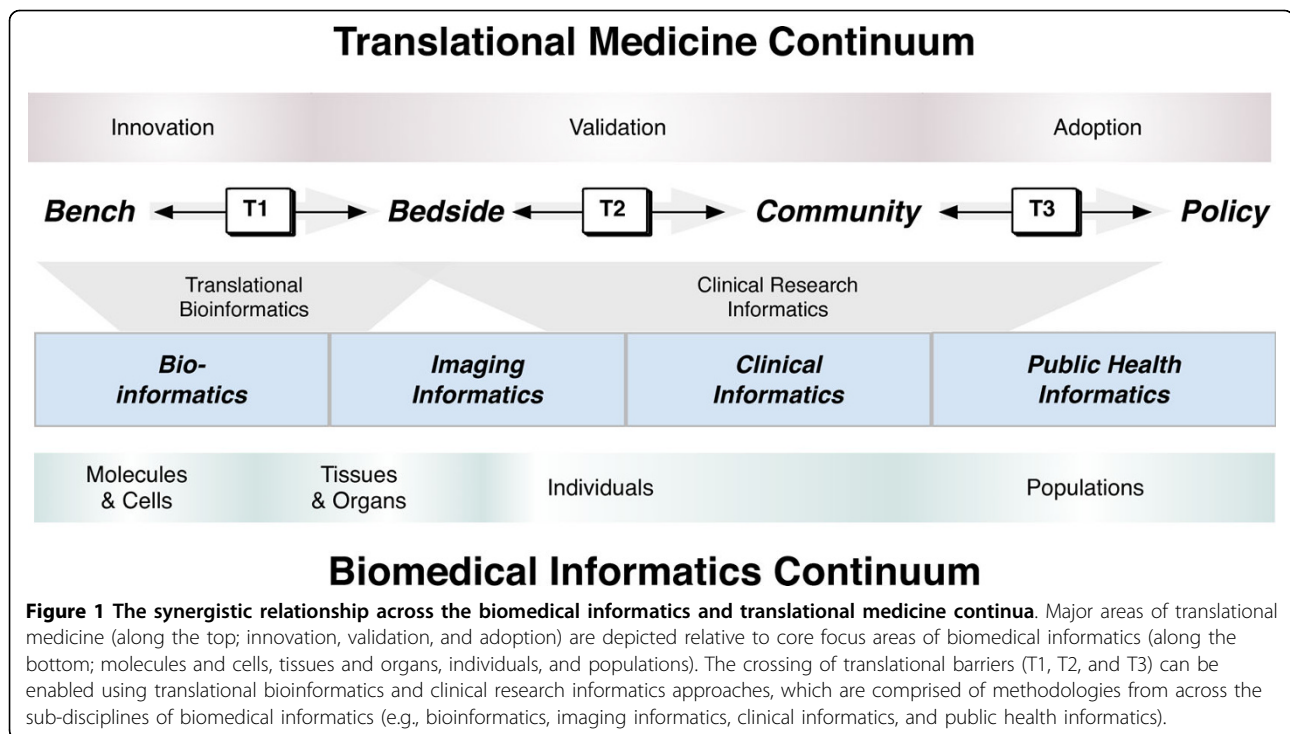 Translational Medicine Continuum
Innovation Validation Adoption
Bench T1 Bedside T2 Community T3 Policy
Translational
Bioinformatics
Clinical Research
Informatics
Bio-
informatics
Imaging
Informatics
Clinical
Informatics
Public Health
Informatics
Molecules
& Cells
Tissues
& Organs
Individuals
Populations
Biomedical Informatics Continuum
Figure 1 The synergistic relationship across the biomedical informatics and translational medicine continua. Major areas of translational
medicine (along the top; innovation, validation, and adoption) are depicted relative to core focus areas of biomedical informatics (along the
bottom; molecules and cells, tissues and organs, individuals, and populations). The crossing of translational barriers (T1, T2, and T3) can be
enabled using translational bioinformatics and clinical research informatics approaches, which are comprised of methodologies from across the
sub-disciplines of biomedical informatics (e.g., bioinformatics, imaging informatics, clinical informatics, and public health informatics).